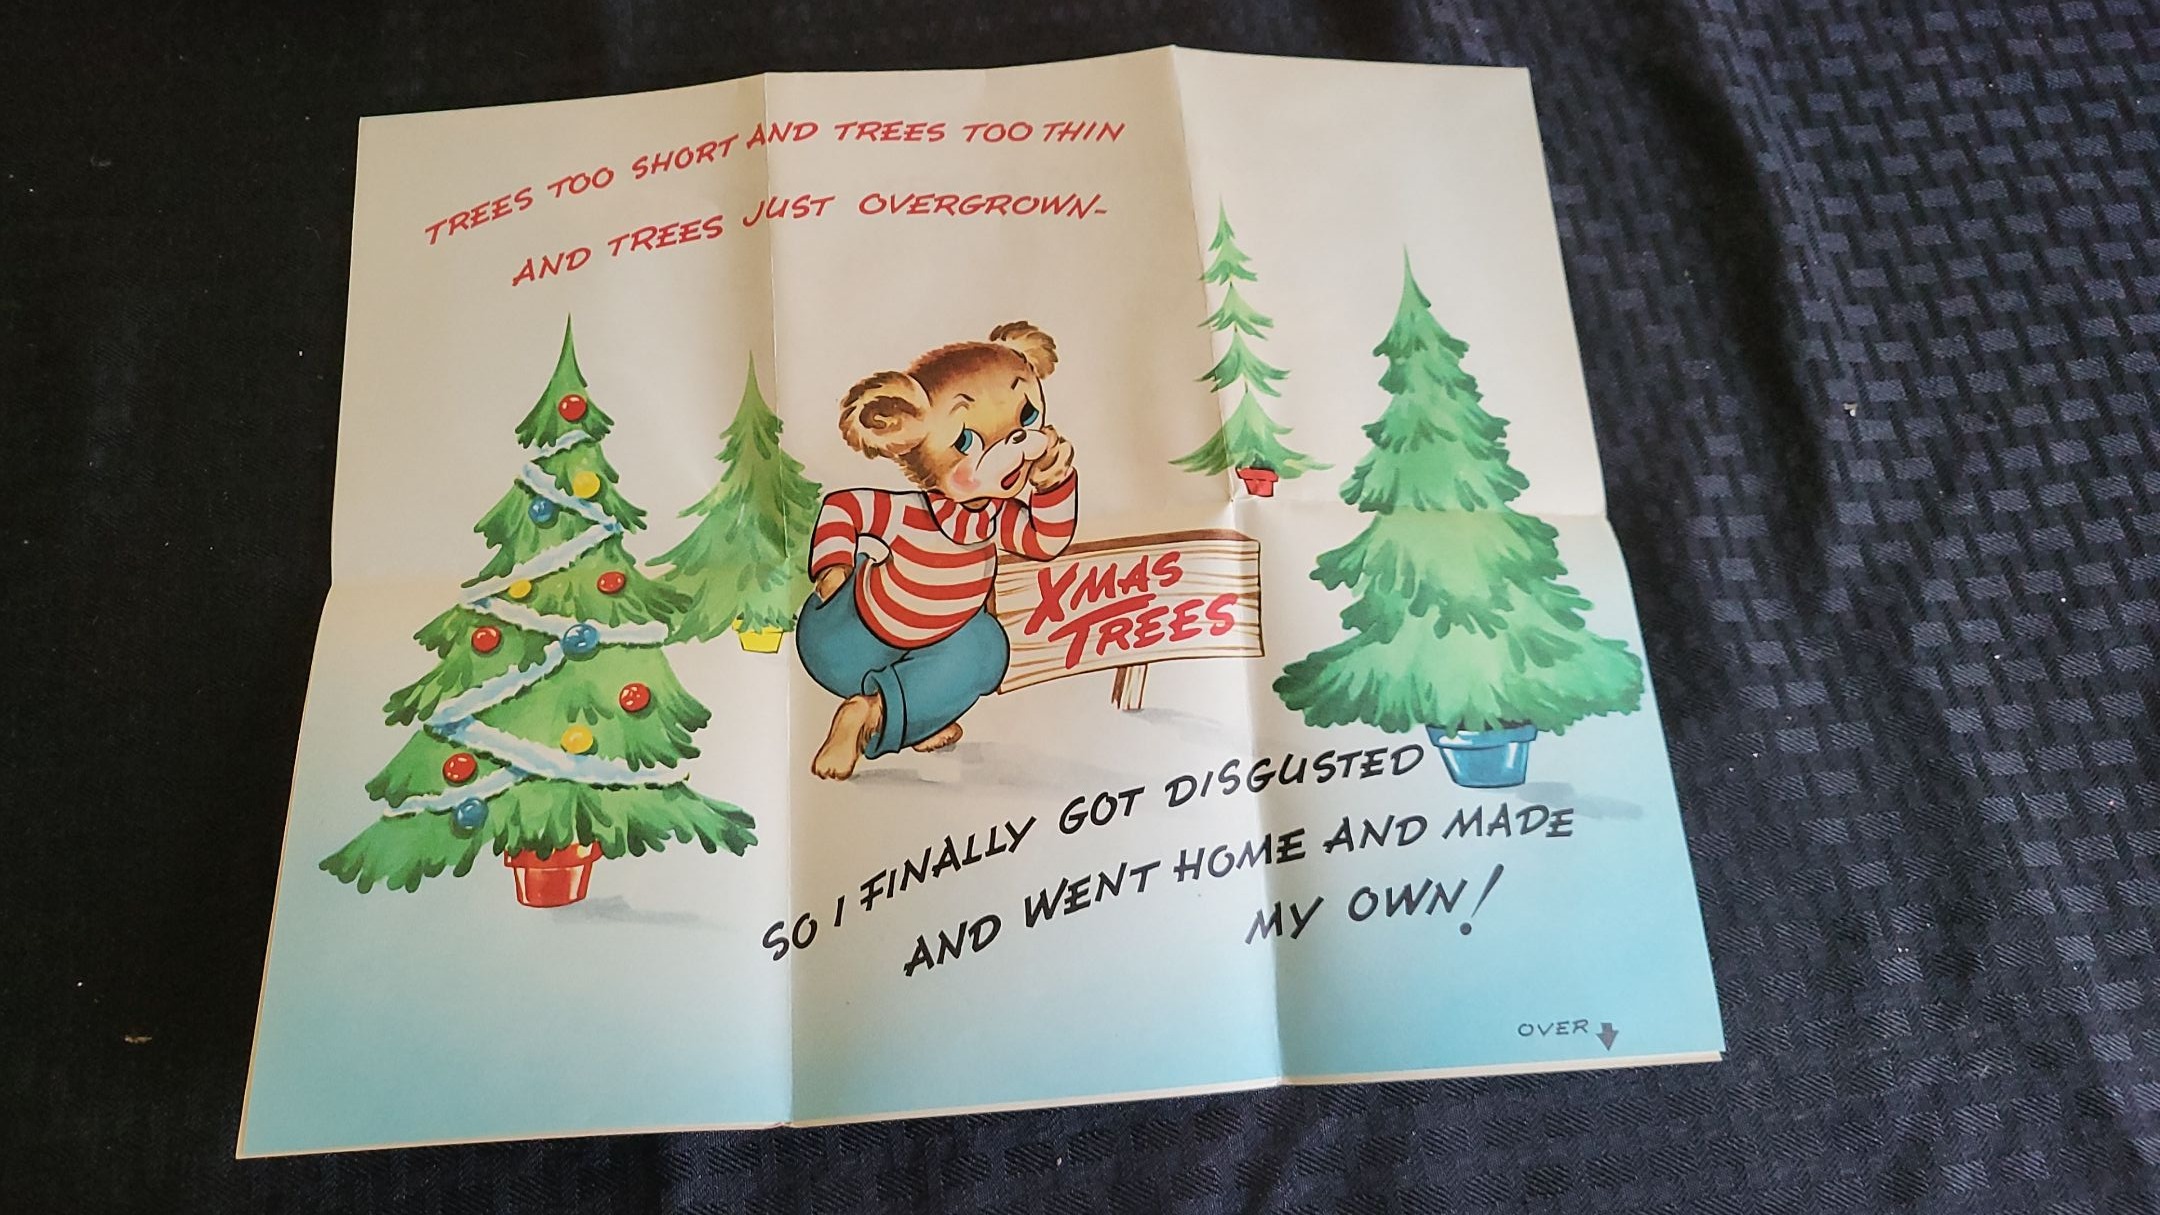 TREES TOO SHORT AND TREES TOO THIN
AND TREES JUST OVERGROWN-
XMAS
TREES
SO I FINALLY GOT DISGUSTED
AND WENT HOME AND MADE
MY OWN!
OVER